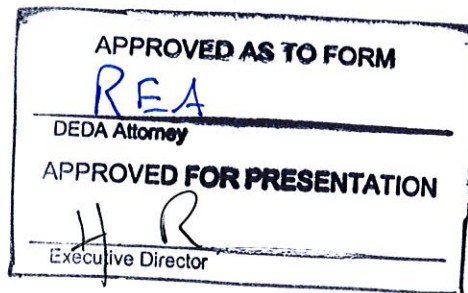 APPROVED AS TO FORM
REA
DEDA Attorney
APPROVED FOR PRESENTATION
H R
Executive Director